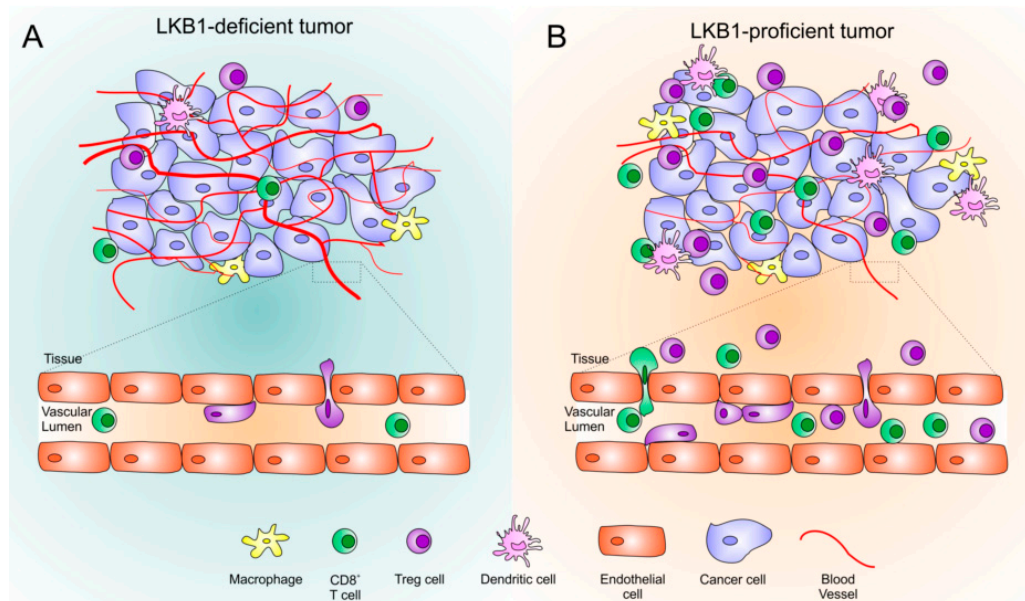 A
LKB1-deficient tumor
B
LKB1-proficient tumor
Tissue
Vascular
Lumen
Tissue
Vascular
Lumen
Macrophage
CD8⁺
T cell
Treg cell
Dendritic cell
Endothelial
cell
Cancer cell
Blood
Vessel